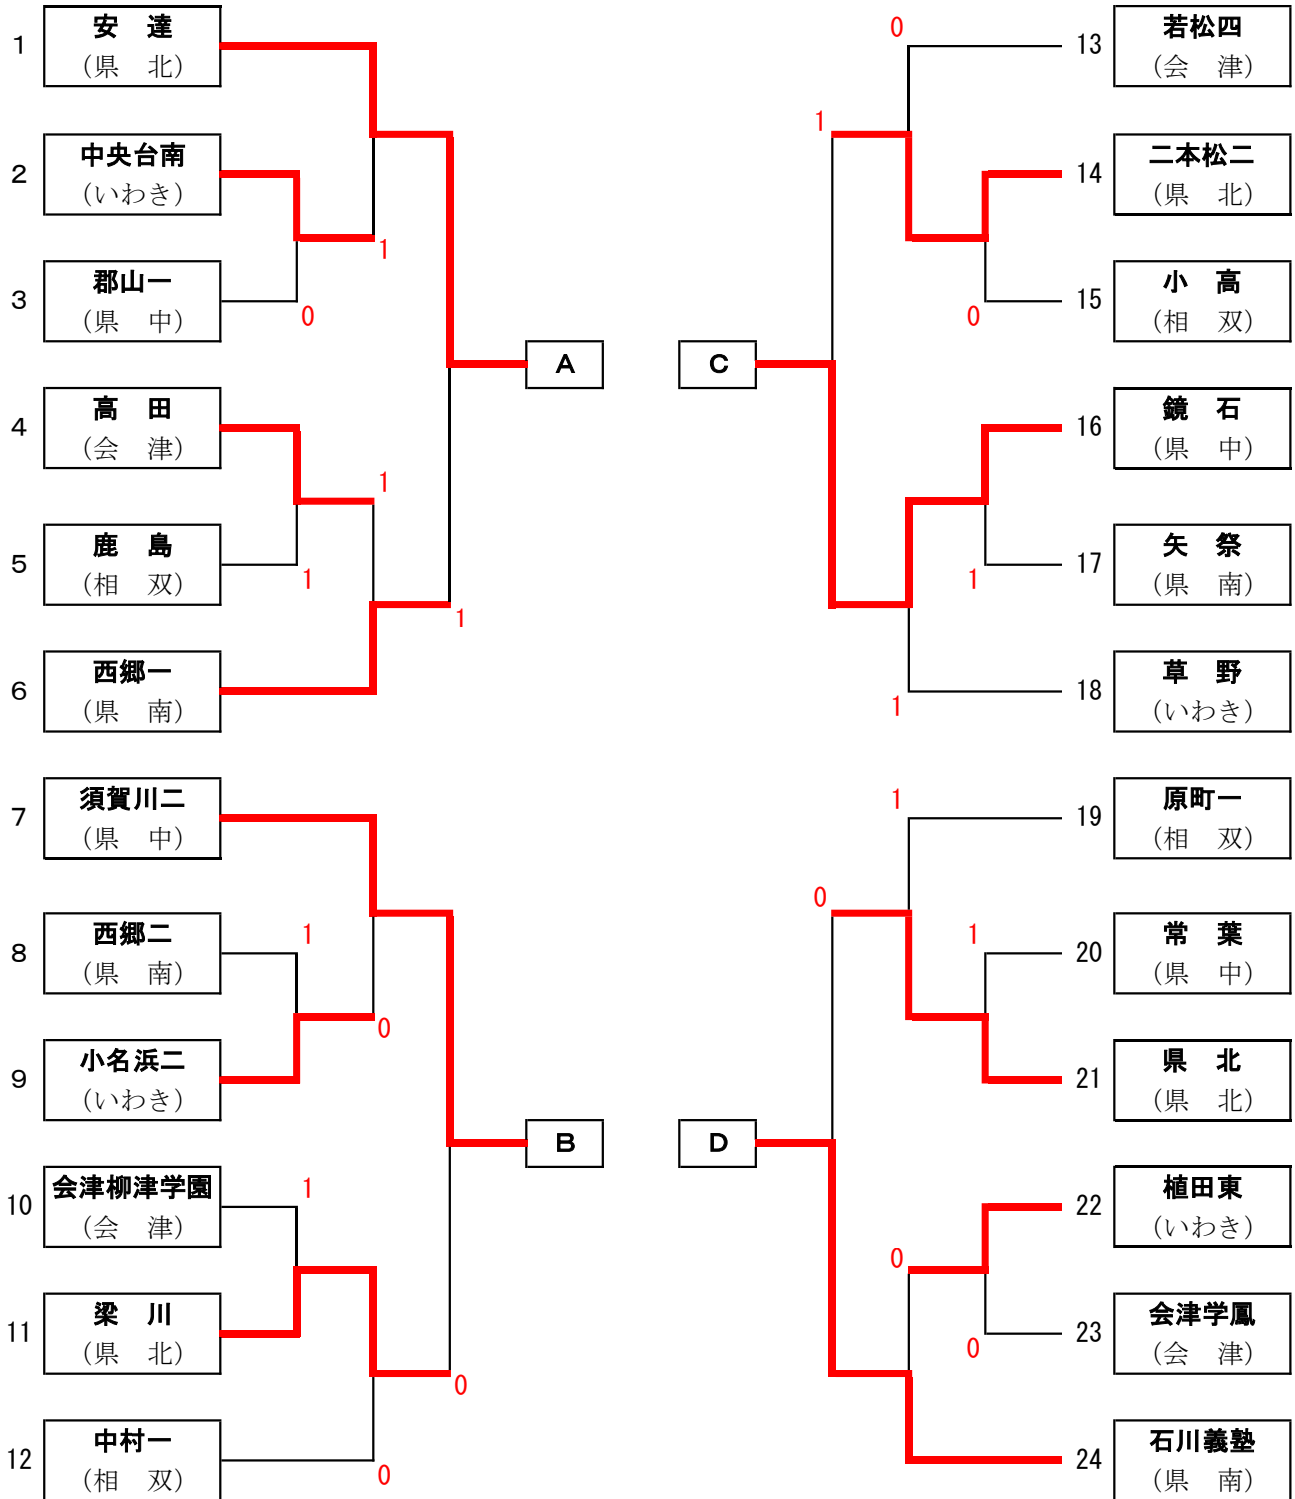 1
安　達
（県　北）
2
中央台南
（いわき）
1
3
郡山一
（県　中）
0
A
4
高　田
（会　津）
1
5
鹿　島
（相　双）
1
1
6
西郷一
（県　南）
7
須賀川二
（県　中）
8
西郷二
（県　南）
1
0
9
小名浜二
（いわき）
B
10
会津柳津学園
（会　津）
1
11
梁　川
（県　北）
0
12
中村一
（相　双）
0
0
13
若松四
（会　津）
1
14
二本松二
（県　北）
15
小　高
（相　双）
0
C
16
鏡　石
（県　中）
17
矢　祭
（県　南）
1
18
草　野
（いわき）
1
1
19
原町一
（相　双）
0
1
20
常　葉
（県　中）
21
県　北
（県　北）
D
22
植田東
（いわき）
0
23
会津学鳳
（会　津）
0
24
石川義塾
（県　南）